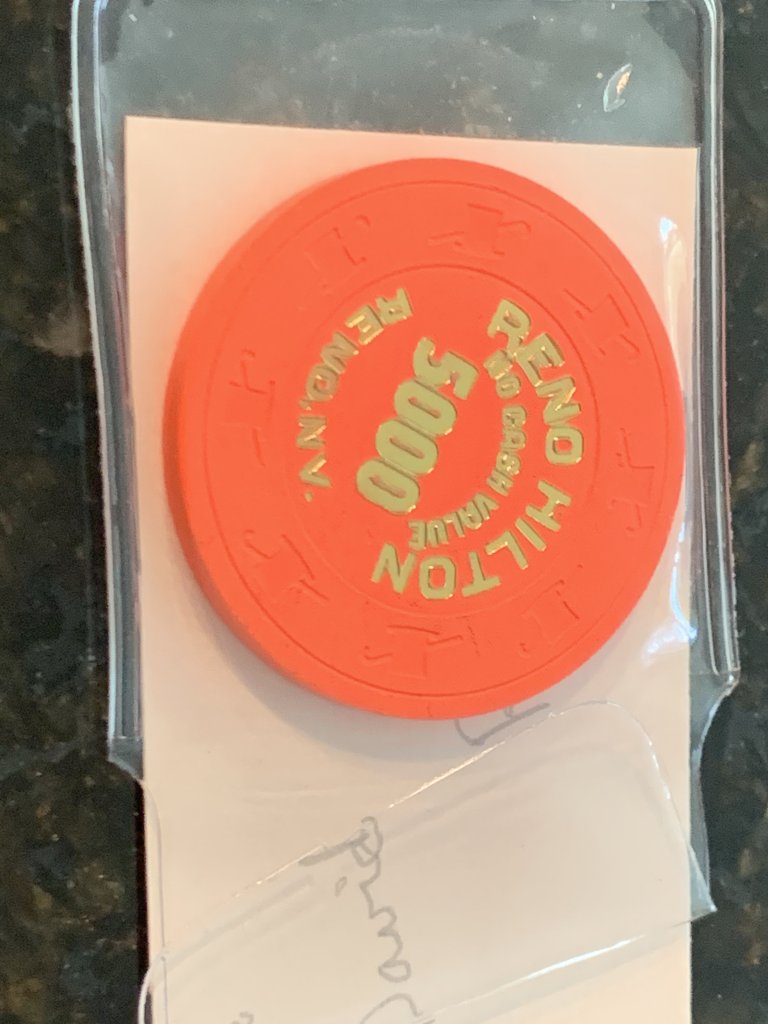 RENO HILTON
NO CASH VALUE
5000
RENO, NV.